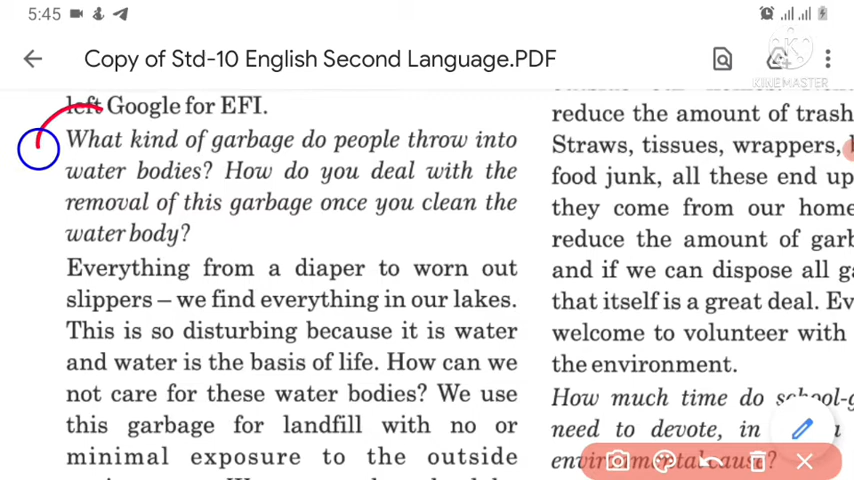 5:45
Copy of Std-10 English Second Language.PDF
KINEMASTER
left Google for EFI.
What kind of garbage do people throw into
water bodies? How do you deal with the
removal of this garbage once you clean the
water body?
Everything from a diaper to worn out
slippers – we find everything in our lakes.
This is so disturbing because it is water
and water is the basis of life. How can we
not care for these water bodies? We use
this garbage for landfill with no or
minimal exposure to the outside
reduce the amount of trash
Straws, tissues, wrappers,
food junk, all these end up
they come from our home
reduce the amount of garb
and if we can dispose all ga
that itself is a great deal. Ev
welcome to volunteer with
the environment.
How much time do school-g
need to devote, in
environmental cause?